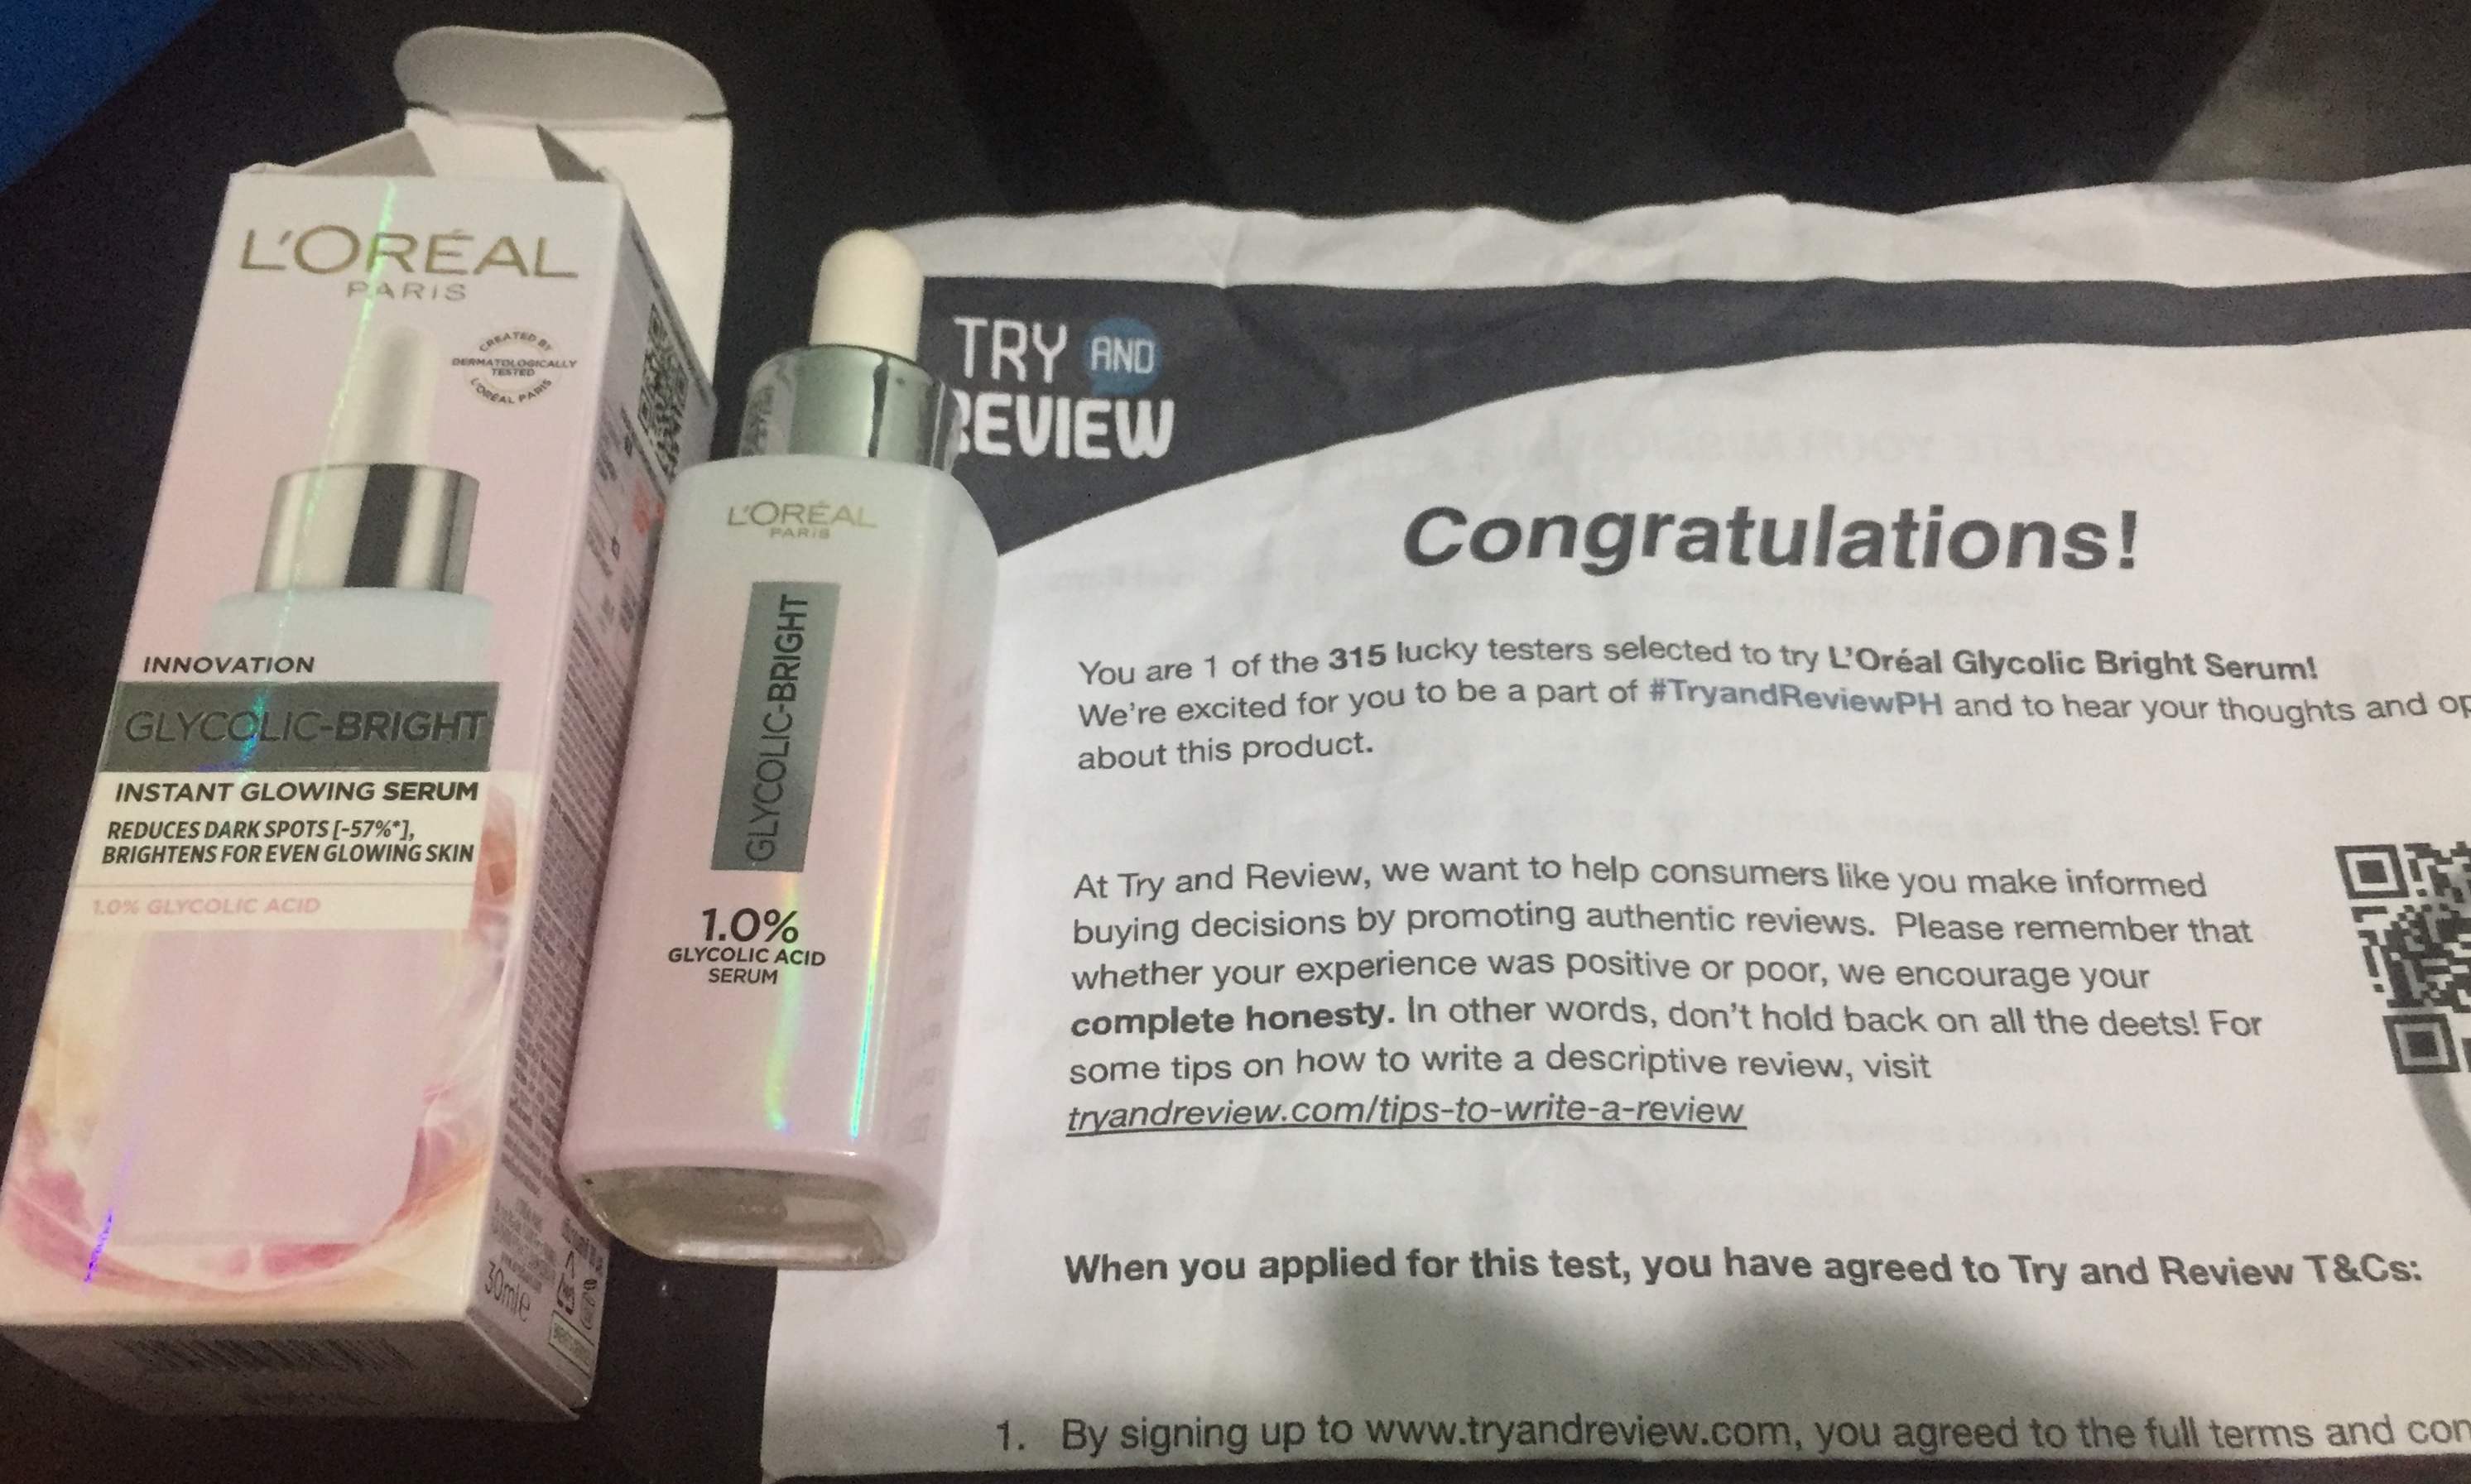 L'ORÉAL
PARIS
CREATED BY
DERMATOLOGICALLY
TESTED
L'ORÉAL PARIS
INNOVATION
GLYCOLIC-BRIGHT
INSTANT GLOWING SERUM
REDUCES DARK SPOTS [-57%*],
BRIGHTENS FOR EVEN GLOWING SKIN
1.0% GLYCOLIC ACID
30ml e
L'ORÉAL
PARIS
GLYCOLIC-BRIGHT
1.0%
GLYCOLIC ACID
SERUM
TRY AND
REVIEW
Congratulations!
You are 1 of the 315 lucky testers selected to try L'Oréal Glycolic Bright Serum!
We're excited for you to be a part of #TryandReviewPH and to hear your thoughts and op
about this product.
At Try and Review, we want to help consumers like you make informed
buying decisions by promoting authentic reviews. Please remember that
whether your experience was positive or poor, we encourage your
complete honesty. In other words, don't hold back on all the deets! For
some tips on how to write a descriptive review, visit
tryandreview.com/tips-to-write-a-review
When you applied for this test, you have agreed to Try and Review T&Cs:
1. By signing up to www.tryandreview.com, you agreed to the full terms and con